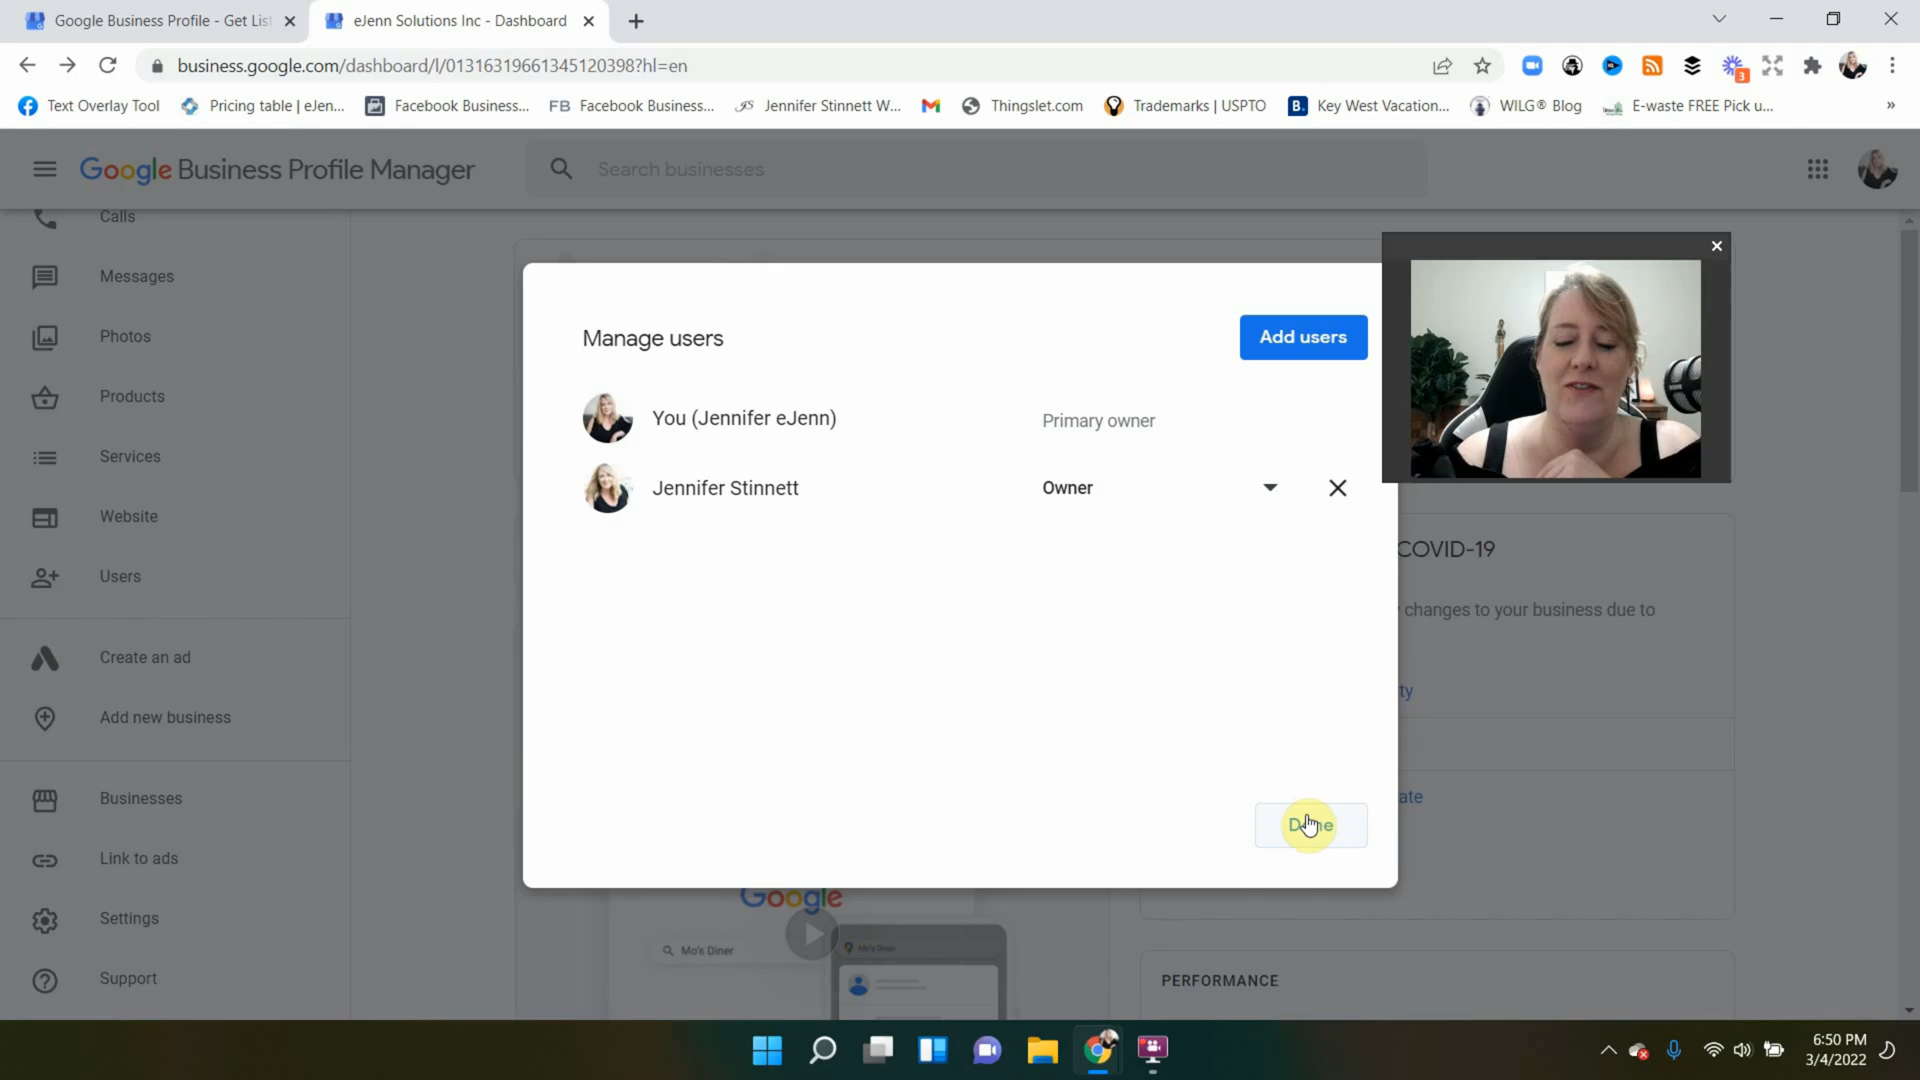 Google Business Profile - Get List
eJenn Solutions Inc - Dashboard
business.google.com/dashboard/l/01316319661345120398?hl=en
3
Text Overlay Tool
Pricing table | eJen...
Facebook Business...
FB Facebook Business...
JS Jennifer Stinnett W...
Thingslet.com
Trademarks | USPTO
B. Key West Vacation...
WILG® Blog
E-waste FREE Pick u...
»
Google Business Profile Manager
Search businesses
Calls
Messages
Photos
Products
Services
Website
Users
Create an ad
Add new business
Businesses
Link to ads
Settings
Support
Manage users
Add users
You (Jennifer eJenn)
Primary owner
Jennifer Stinnett
Owner
Done
COVID-19
changes to your business due to
ty
ate
Google
Mo's Diner
Mo's Diner
PERFORMANCE
6:50 PM
3/4/2022